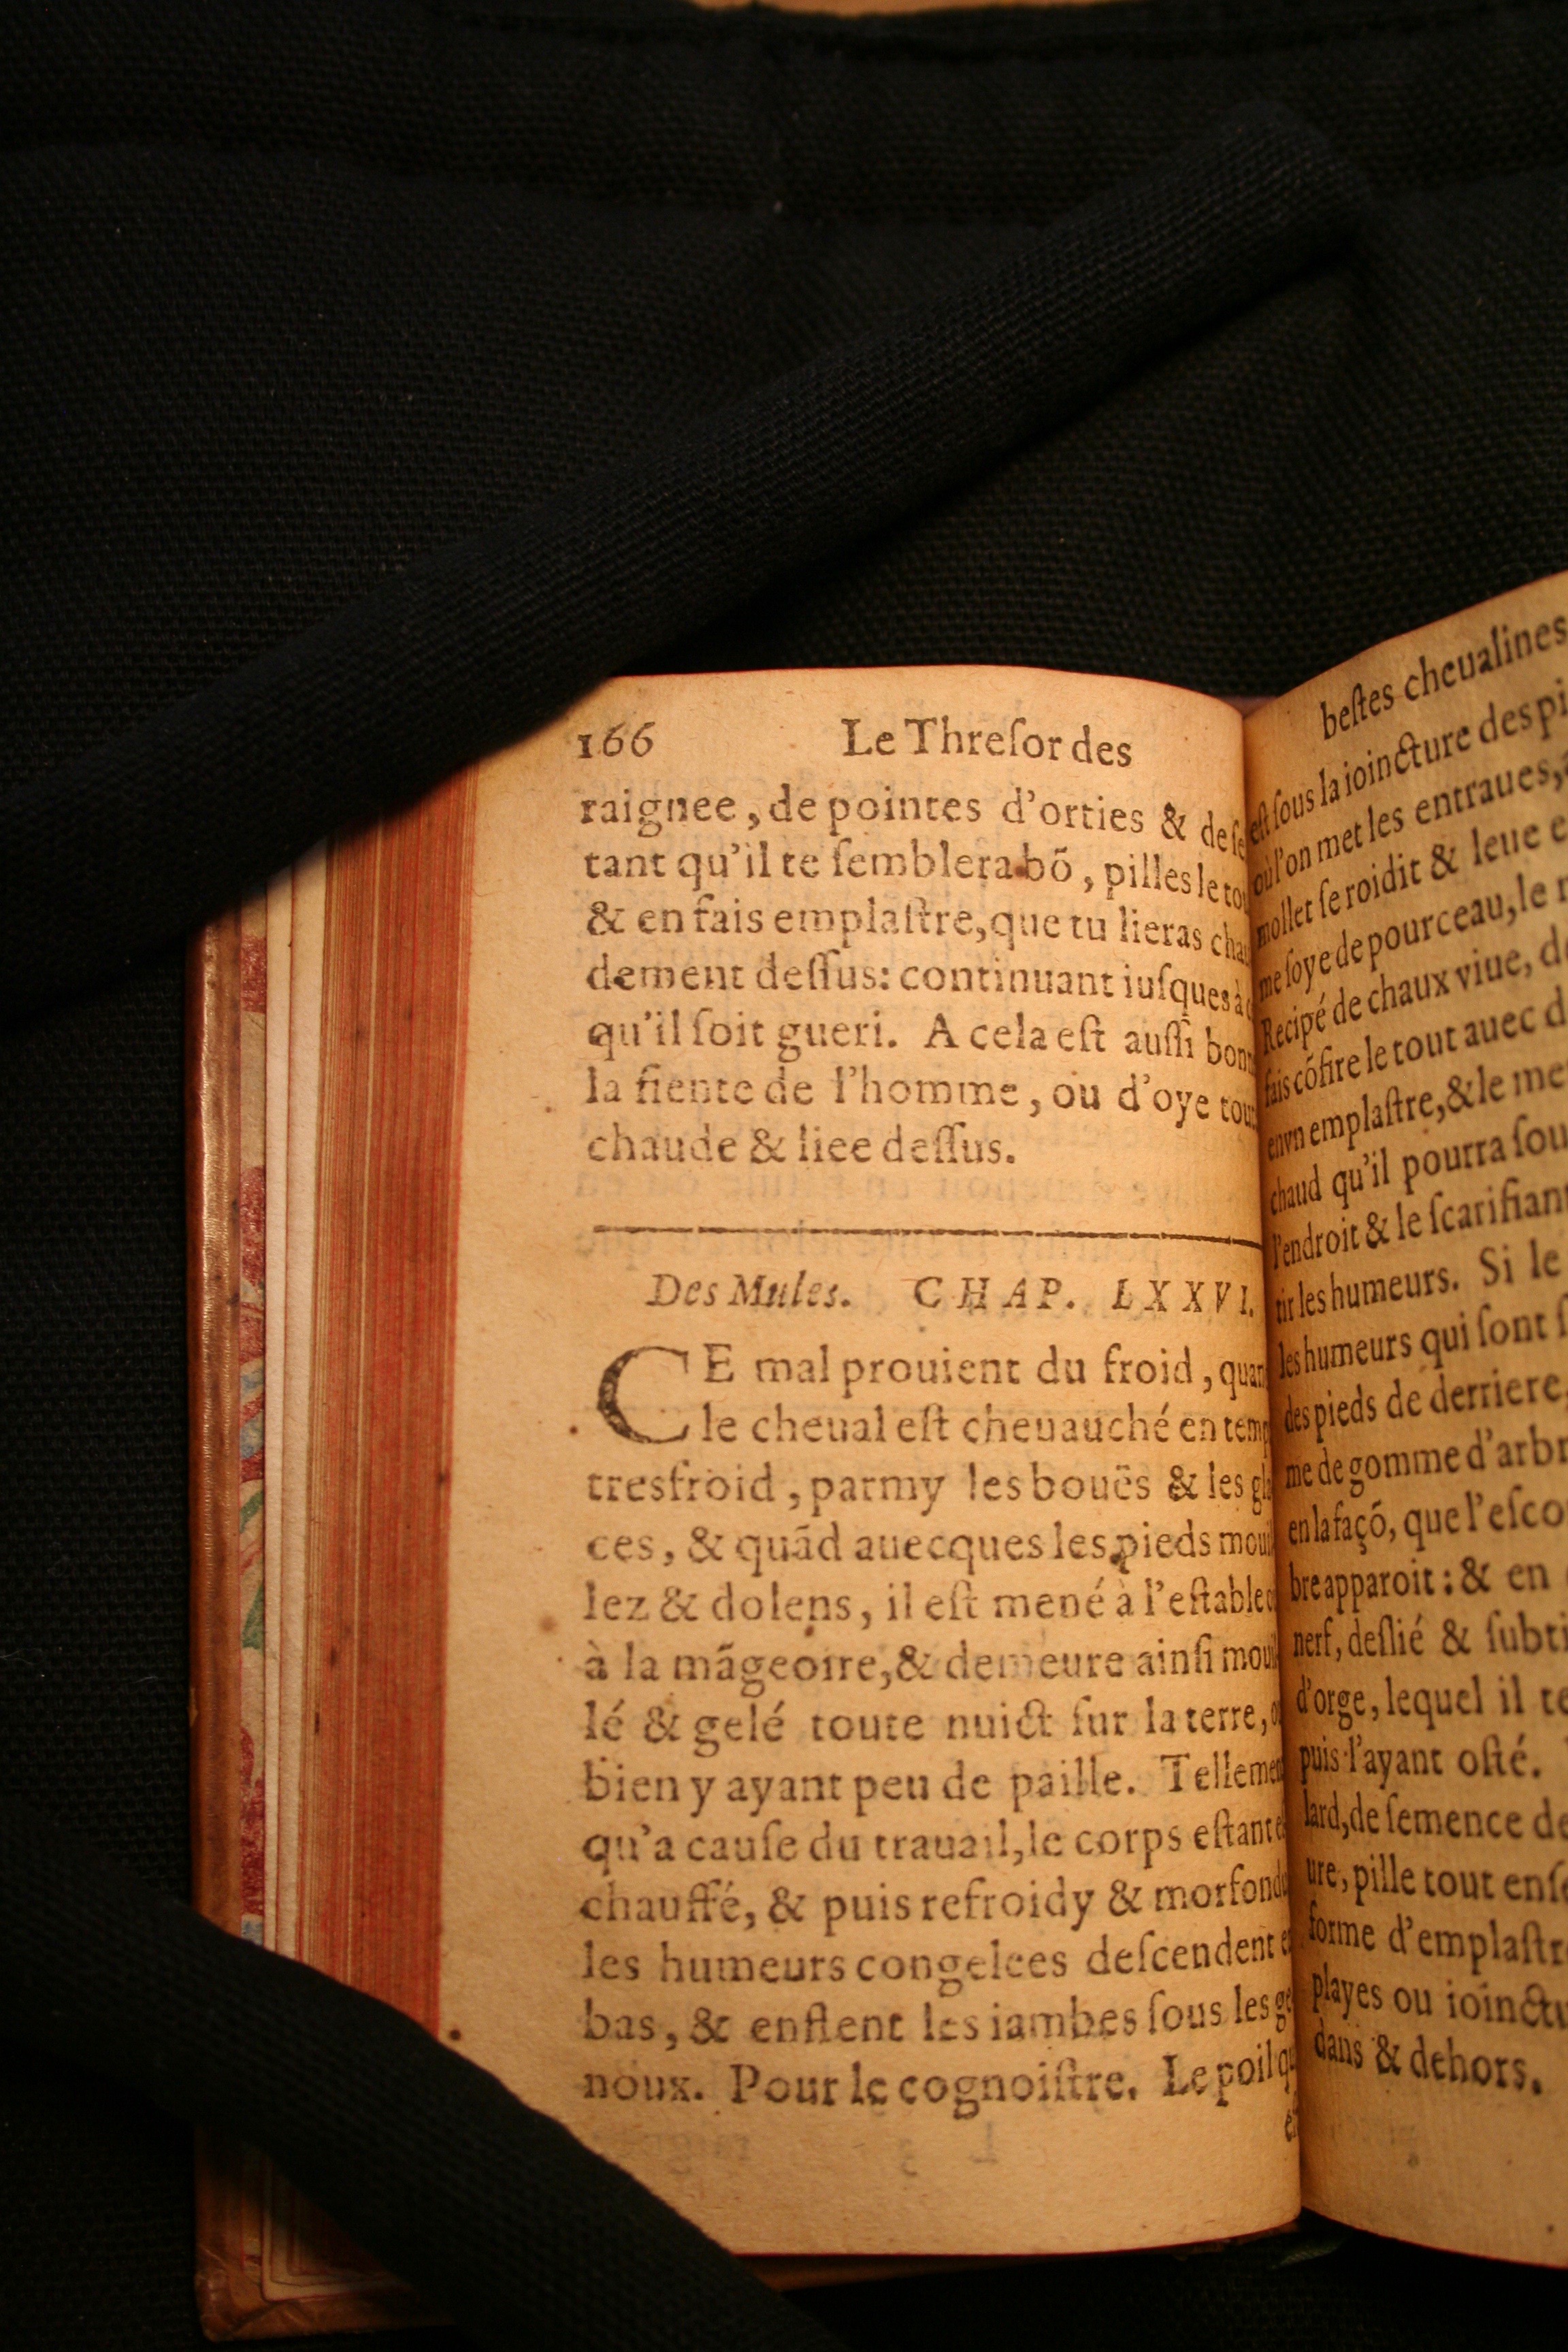 166 Le Threſor des
raignee, de pointes d'orties & de
tant qu'il te ſemblera bõ, pilles le
& en fais emplaſtre, que tu lieras
dement deſſus: continuant iuſques à
qu'il ſoit gueri. A cela eſt auſſi
la fiente de l'homme, ou d'oye
chaude & liee deſſus.
Des Mules. CHAP. LXXVI.
CE mal prouient du froid,
le cheual eſt cheuauché en
tresfroid, parmy les bouës & les
ces, & quãd auecques les pieds
lez & dolens, il eſt mené à l'eſtable
à la mãgeoire, & demeure ainſi
lé & gelé toute nuict ſur la terre,
bien y ayant peu de paille.
qu'a cauſe du trauail, le corps eſtant
chauffé, & puis refroidy &
les humeurs congelees deſcendent
bas, & enflent les iambes ſous les
noux. Pour le cognoiſtre. Le poil
beſtes cheualines
eſt ſous la ioincture des
où l'on met les entraues,
mollet ſe roidit & leue
me ſoye de pourceau, le
Recipé de chaux viue,
fais cõfire le tout auec
en vn emplaſtre, & le
chaud qu'il pourra
l'endroit & le
tir les humeurs. Si le
les humeurs qui ſont
des pieds de derriere,
me de gomme
en la façõ, que
bre apparoit: & en
nerf, deſlié &
d'orge, lequel il
puis l'ayant oſté.
lard, de ſemence
ure, pille tout
forme
playes ou
dans & dehors.